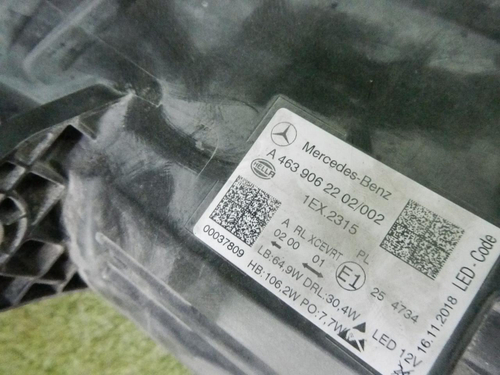 Mercedes-Benz
A 463 906 22 02/002
HELLA
1EX.2315
A RL XCEVRT PL
02 00 01
E1
25 4734
00037809
LB:64,9W DRL:30,4W
HB:106,2W PO:7,7W
LED 12V
16.11.2018 LED - Code